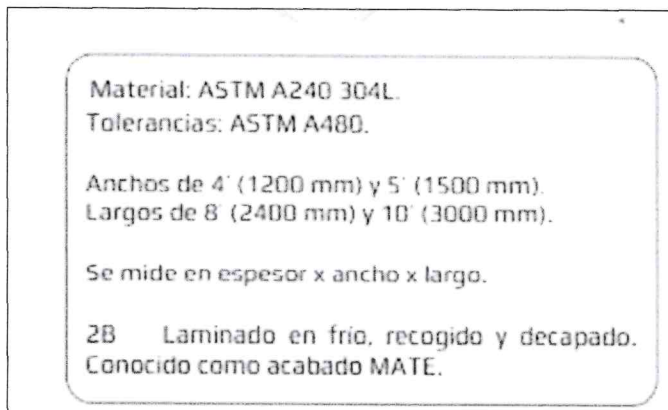 Material: ASTM A240 304L.
Tolerancias: ASTM A480.
Anchos de 4' (1200 mm) y 5' (1500 mm).
Largos de 8' (2400 mm) y 10' (3000 mm).
Se mide en espesor x ancho x largo.
2B Laminado en frio, recogido y decapado.
Conocido como acabado MATE.